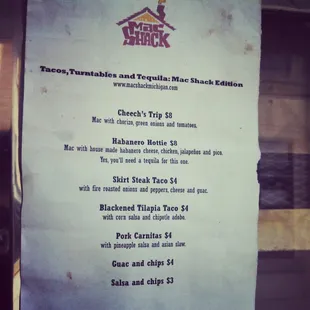 MAC
SHACK
Tacos, Turntables and Tequila: Mac Shack Edition
www.macshackmichigan.com
Cheech's Trip $8
Mac with chorizo, green onions and tomatoes.
Habanero Hottie $8
Mac with house made habanero cheese, chicken, jalapeños and pico.
Yes, you'll need a tequila for this one.
Skirt Steak Taco $4
with fire roasted onions and peppers, cheese and guac.
Blackened Tilapia Taco $4
with corn salsa and chipotle adobo.
Pork Carnitas $4
with pineapple salsa and asian slaw.
Guac and chips $4
Salsa and chips $3